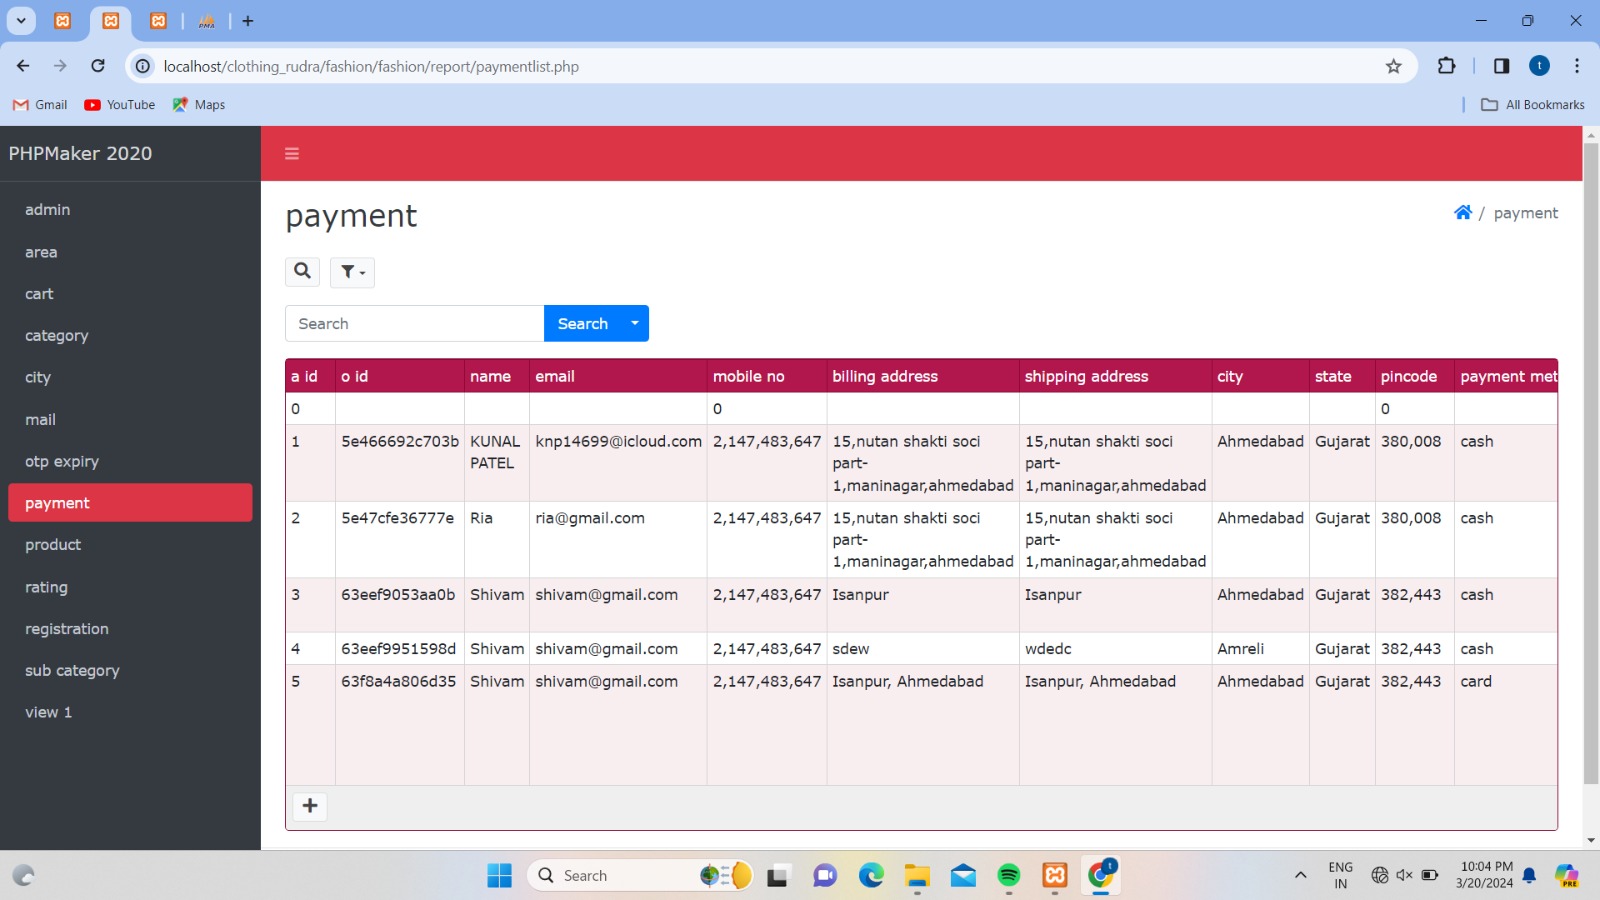 PMA
localhost/clothing_rudra/fashion/fashion/report/paymentlist.php
t
Gmail
YouTube
Maps
All Bookmarks
PHPMaker 2020
admin
area
cart
category
city
mail
otp expiry
payment
product
rating
registration
sub category
view 1
payment
/ payment
Search
Search
a id o id name email mobile no billing address shipping address city state pincode payment met
0 0 0
1 5e466692c703b KUNAL knp14699@icloud.com 2,147,483,647 15,nutan shakti soci 15,nutan shakti soci Ahmedabad Gujarat 380,008 cash
PATEL part- part-
1,maninagar,ahmedabad 1,maninagar,ahmedabad
2 5e47cfe36777e Ria ria@gmail.com 2,147,483,647 15,nutan shakti soci 15,nutan shakti soci Ahmedabad Gujarat 380,008 cash
part- part-
1,maninagar,ahmedabad 1,maninagar,ahmedabad
3 63eef9053aa0b Shivam shivam@gmail.com 2,147,483,647 Isanpur Isanpur Ahmedabad Gujarat 382,443 cash
4 63eef9951598d Shivam shivam@gmail.com 2,147,483,647 sdew wdedc Amreli Gujarat 382,443 cash
5 63f8a4a806d35 Shivam shivam@gmail.com 2,147,483,647 Isanpur, Ahmedabad Isanpur, Ahmedabad Ahmedabad Gujarat 382,443 card
Search
t
ENG
IN
10:04 PM
3/20/2024
PRE